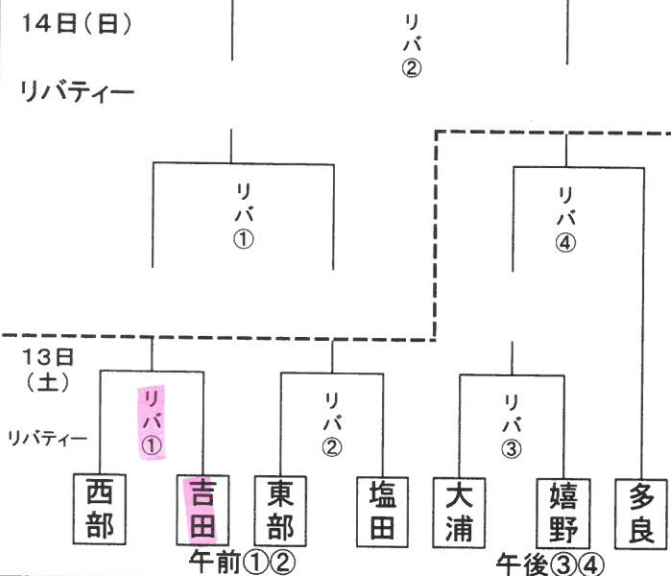 14日(日)
リバ②
リバティー
リバ①
リバ④
13日
(土)
リバティー
リバ①
リバ②
リバ③
西部
吉田
東部
塩田
大浦
嬉野
多良
午前①②
午後③④